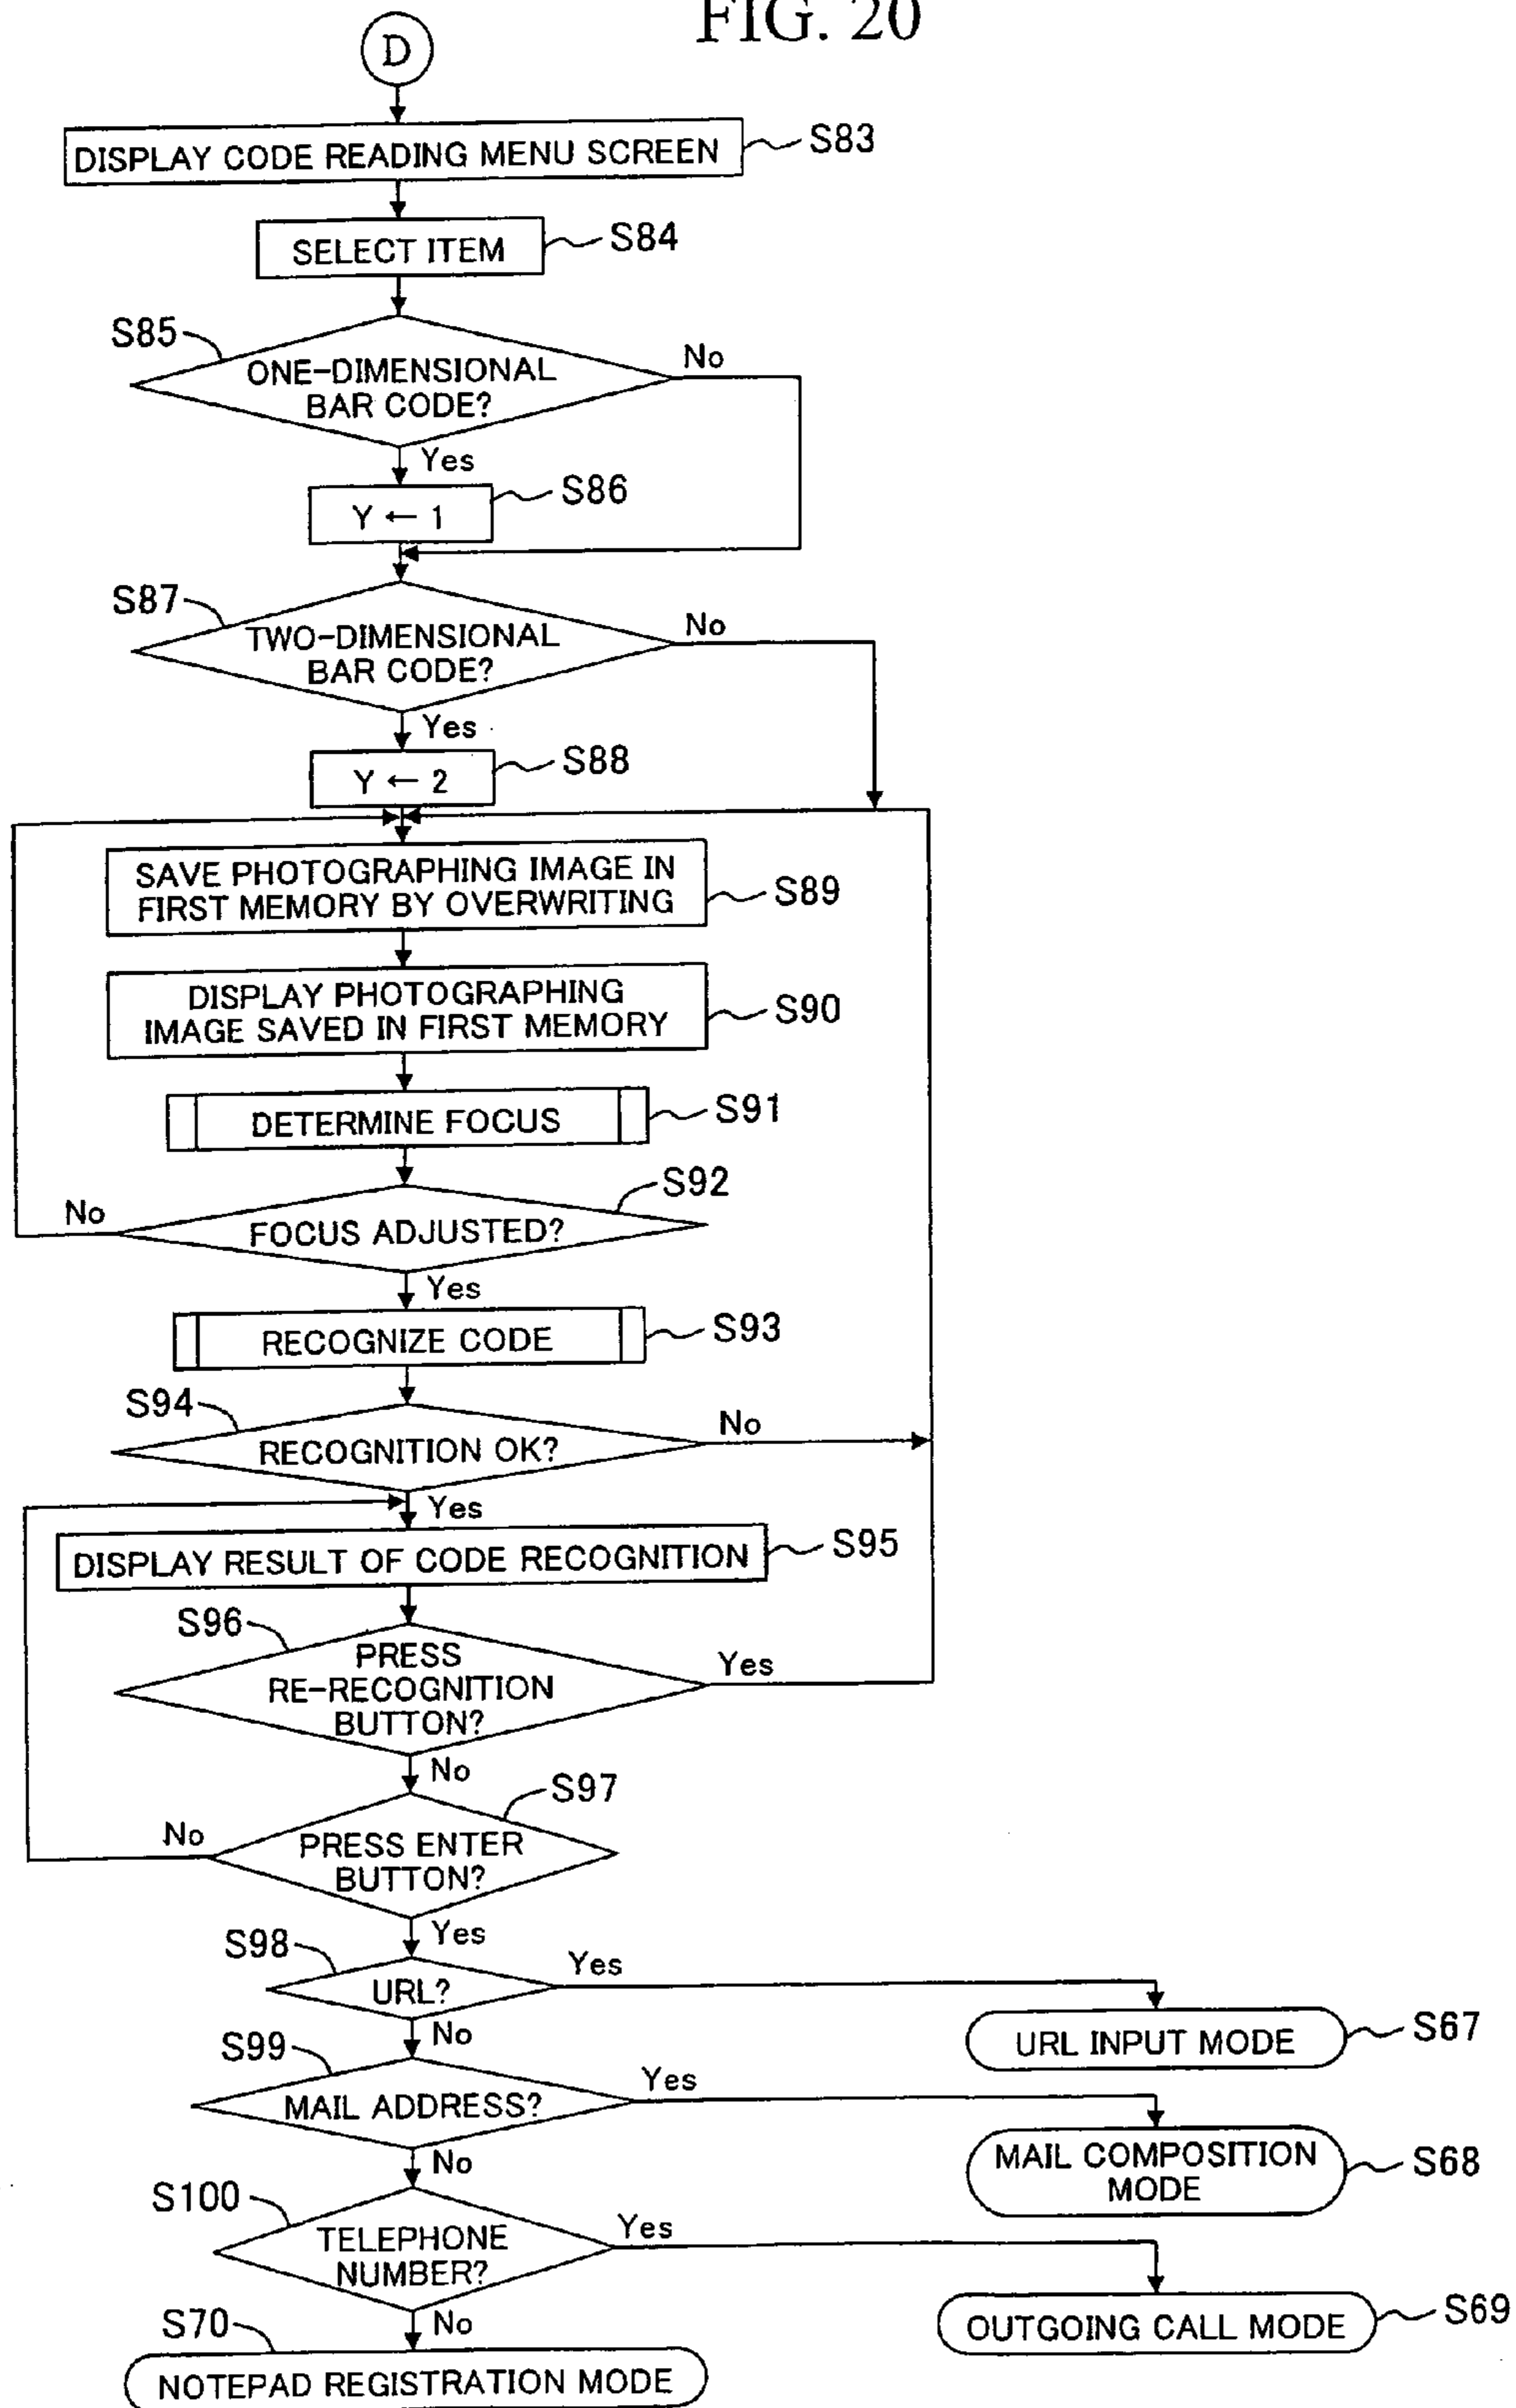 FIG. 20
D
DISPLAY CODE READING MENU SCREEN
S83
SELECT ITEM
S84
S85
ONE-DIMENSIONAL
BAR CODE?
No
Yes
Y ← 1
S86
S87
TWO-DIMENSIONAL
BAR CODE?
No
Yes
Y ← 2
S88
SAVE PHOTOGRAPHING IMAGE IN
FIRST MEMORY BY OVERWRITING
S89
DISPLAY PHOTOGRAPHING
IMAGE SAVED IN FIRST MEMORY
S90
DETERMINE FOCUS
S91
S92
No
FOCUS ADJUSTED?
Yes
RECOGNIZE CODE
S93
S94
RECOGNITION OK?
No
Yes
DISPLAY RESULT OF CODE RECOGNITION
S95
S96
PRESS
RE-RECOGNITION
BUTTON?
Yes
No
S97
No
PRESS ENTER
BUTTON?
Yes
S98
URL?
Yes
URL INPUT MODE
S67
No
S99
MAIL ADDRESS?
Yes
MAIL COMPOSITION
MODE
S68
No
S100
TELEPHONE
NUMBER?
Yes
OUTGOING CALL MODE
S69
No
S70
NOTEPAD REGISTRATION MODE